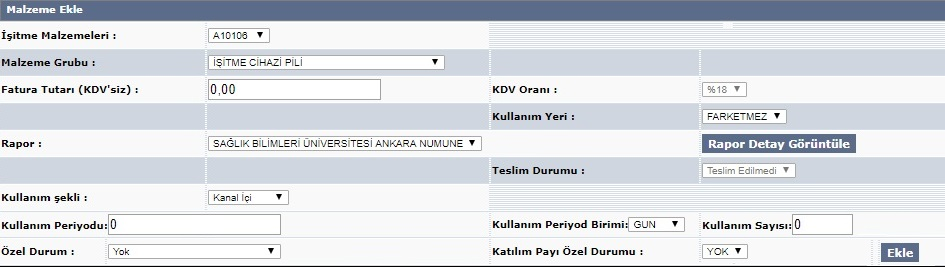 Malzeme Ekle
İşitme Malzemeleri : A10106
Malzeme Grubu : İŞİTME CİHAZI PİLİ
Fatura Tutarı (KDV'siz) : 0,00 KDV Oranı : %18
Kullanım Yeri : FARKETMEZ
Rapor : SAĞLIK BİLİMLERİ ÜNİVERSİTESİ ANKARA NUMUNE Rapor Detay Görüntüle
Teslim Durumu : Teslim Edilmedi
Kullanım şekli : Kanal İçi
Kullanım Periyodu: 0 Kullanım Periyod Birimi: GUN Kullanım Sayısı: 0
Özel Durum : Yok Katılım Payı Özel Durumu : YOK Ekle